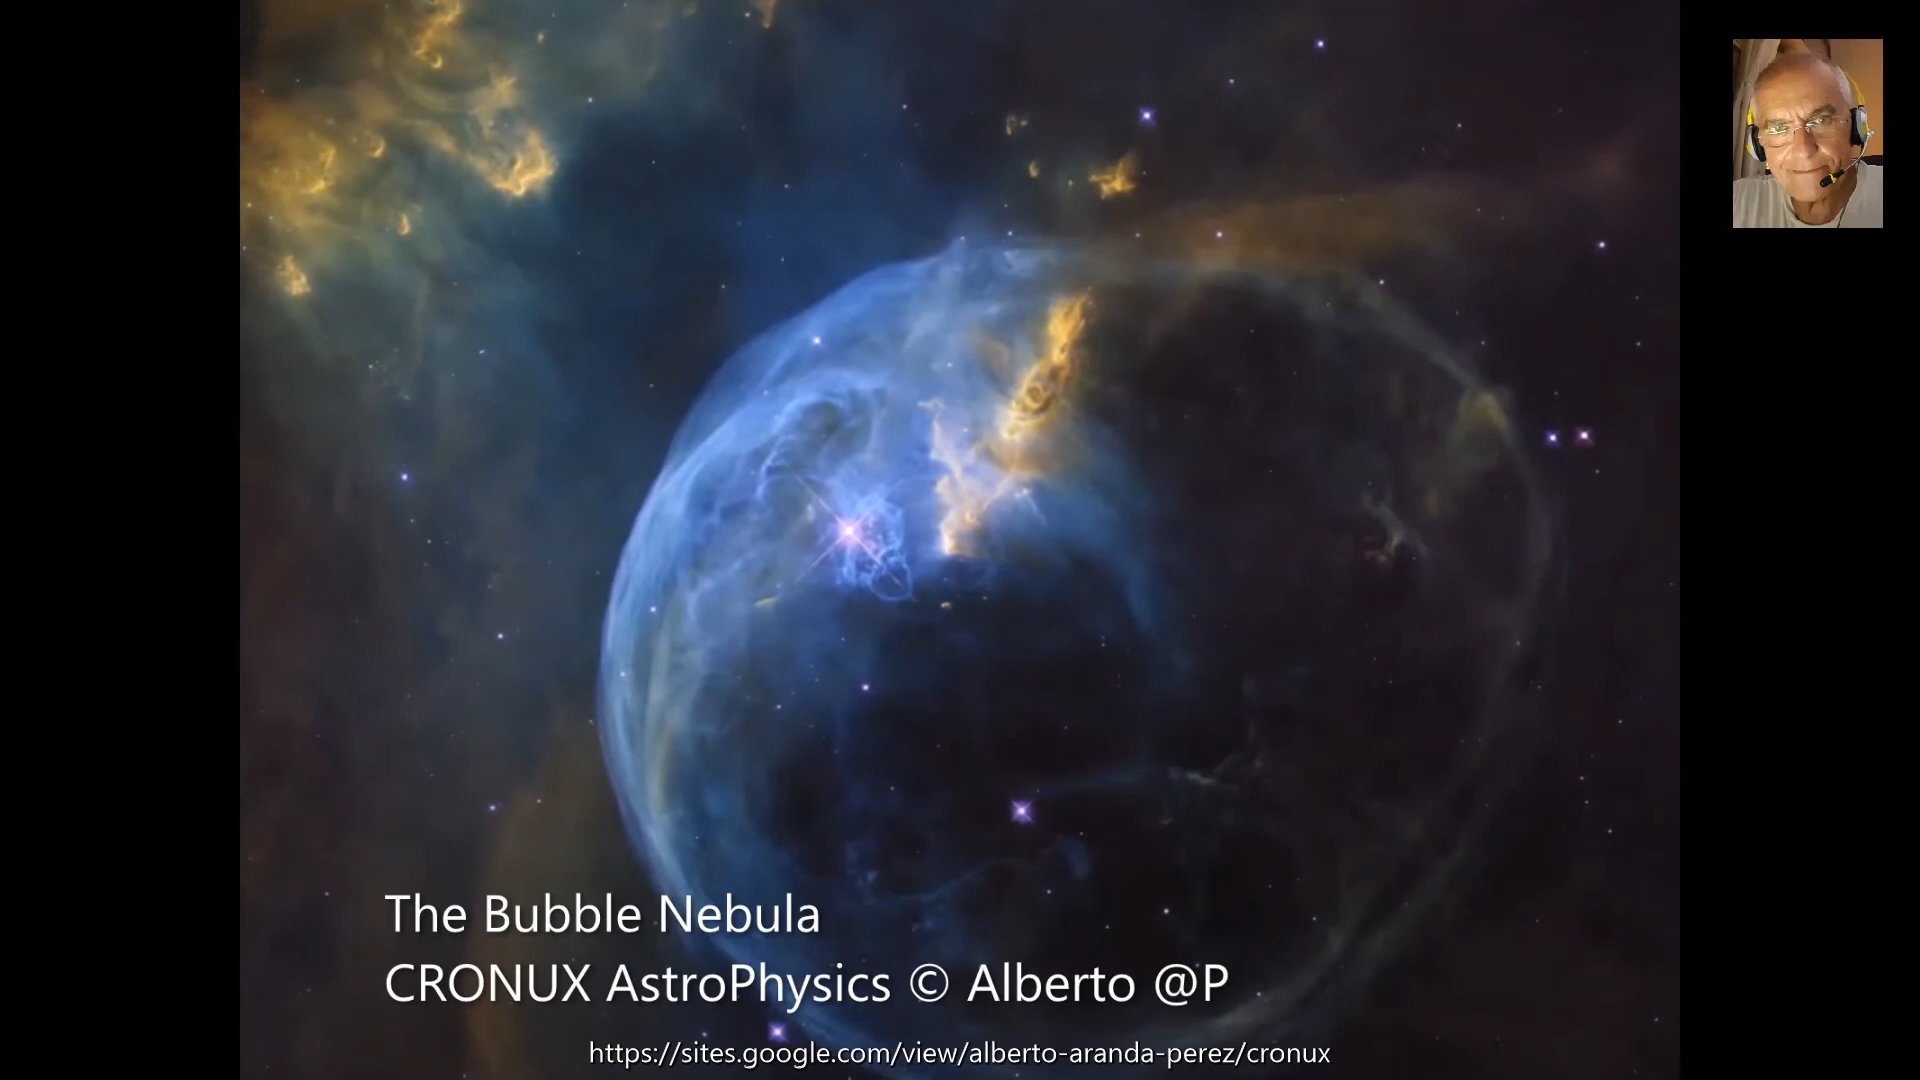 The Bubble Nebula
CRONUX AstroPhysics © Alberto @P
https://sites.google.com/view/alberto-aranda-perez/cronux